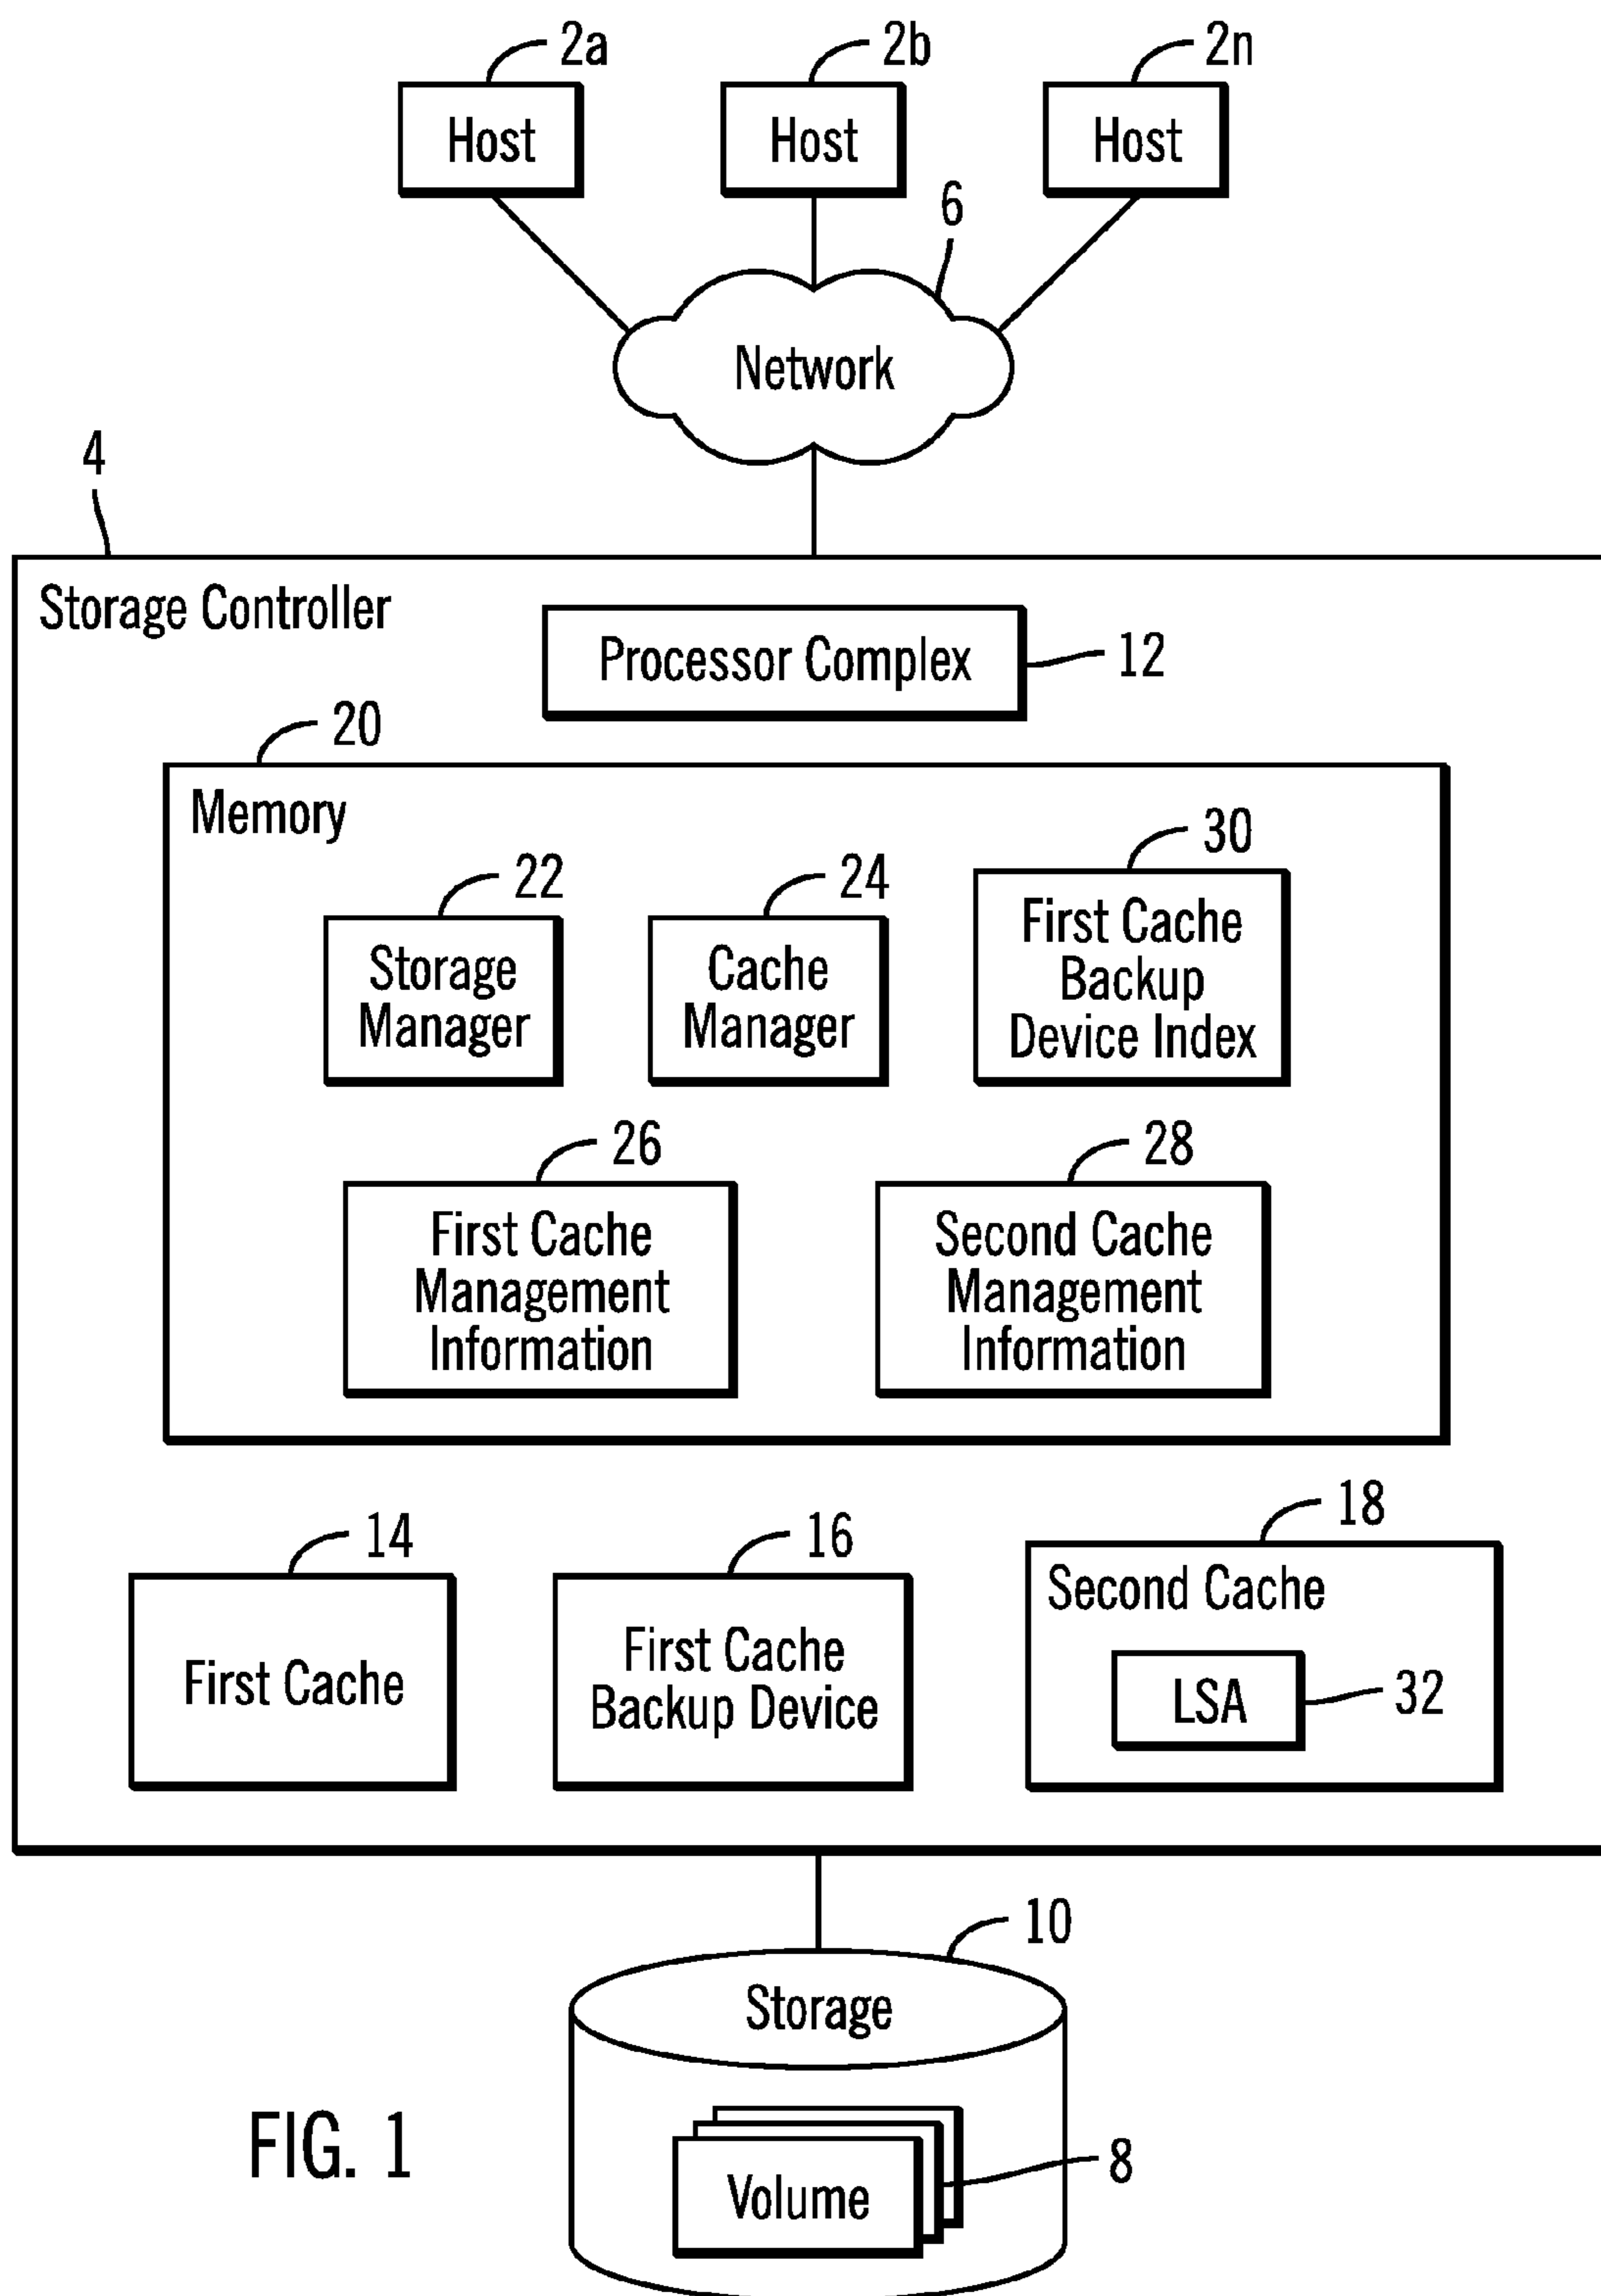 2a
2b
2n
Host
Host
Host
6
Network
4
Storage Controller
Processor Complex
12
20
Memory
22
24
30
Storage
Manager
Cache
Manager
First Cache
Backup
Device Index
26
28
First Cache
Management
Information
Second Cache
Management
Information
14
16
18
First Cache
First Cache
Backup Device
Second Cache
LSA
32
10
Storage
Volume
8
FIG. 1